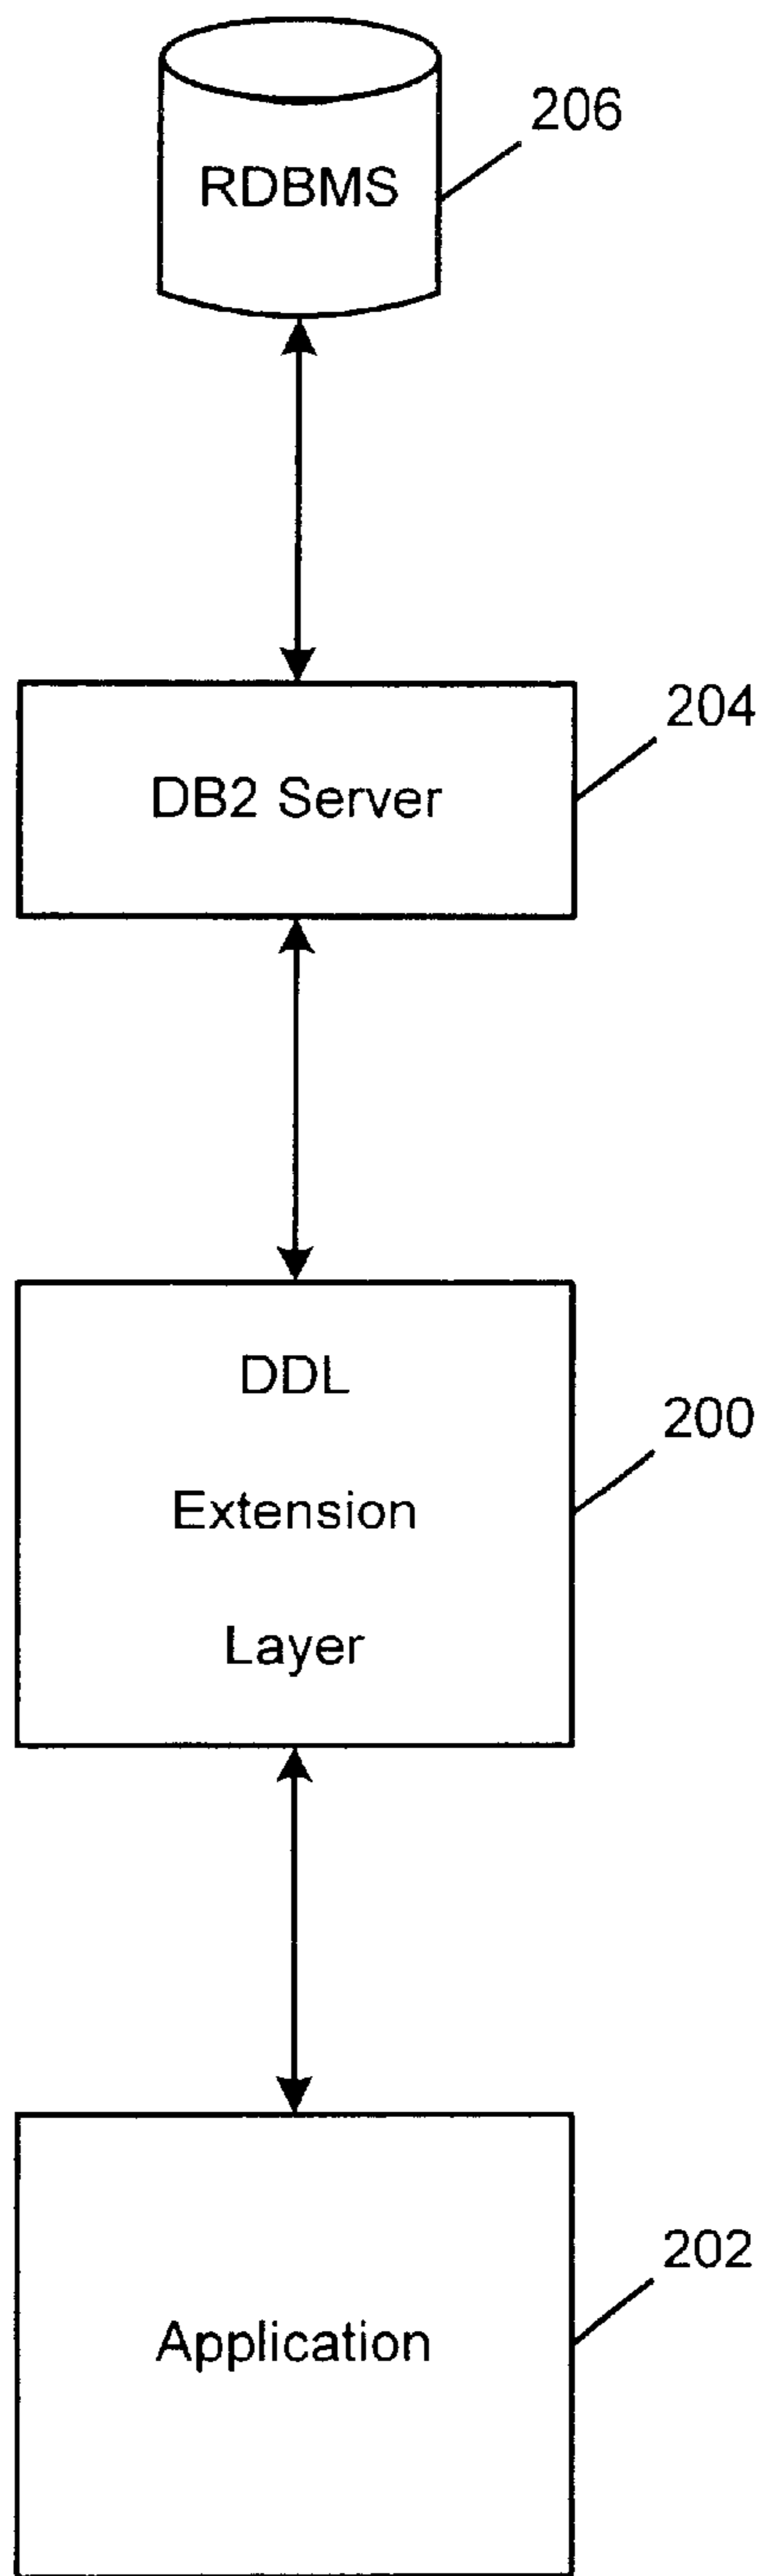 206
RDBMS
204
DB2 Server
DDL
200
Extension
Layer
202
Application